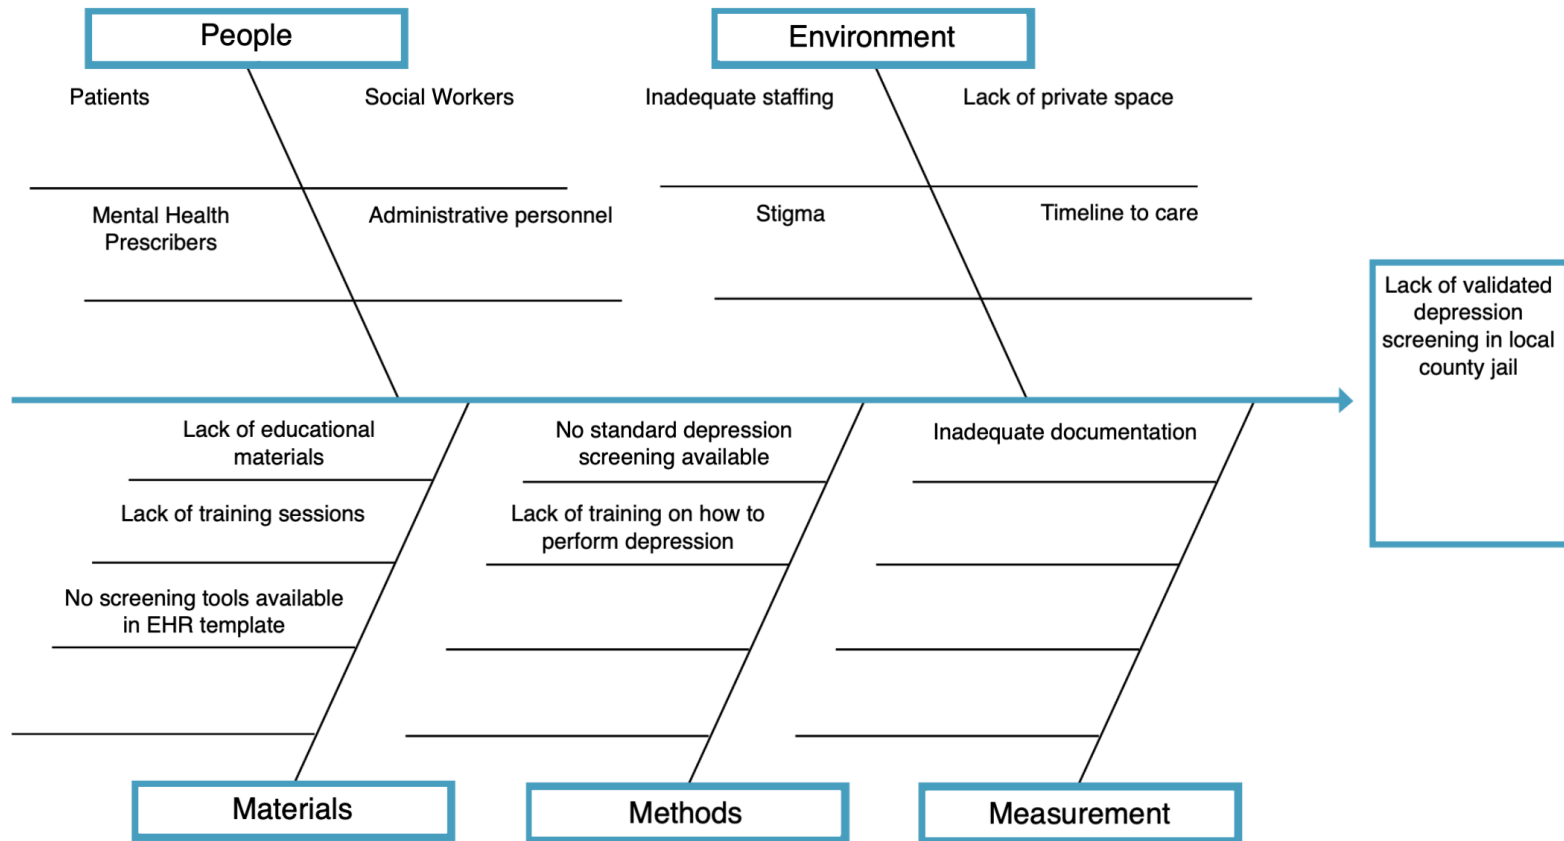 People
Environment
Patients
Social Workers
Inadequate staffing
Lack of private space
Mental Health
Prescribers
Administrative personnel
Stigma
Timeline to care
Lack of validated
depression
screening in local
county jail
Lack of educational
materials
No standard depression
screening available
Inadequate documentation
Lack of training sessions
Lack of training on how to
perform depression
No screening tools available
in EHR template
Materials
Methods
Measurement